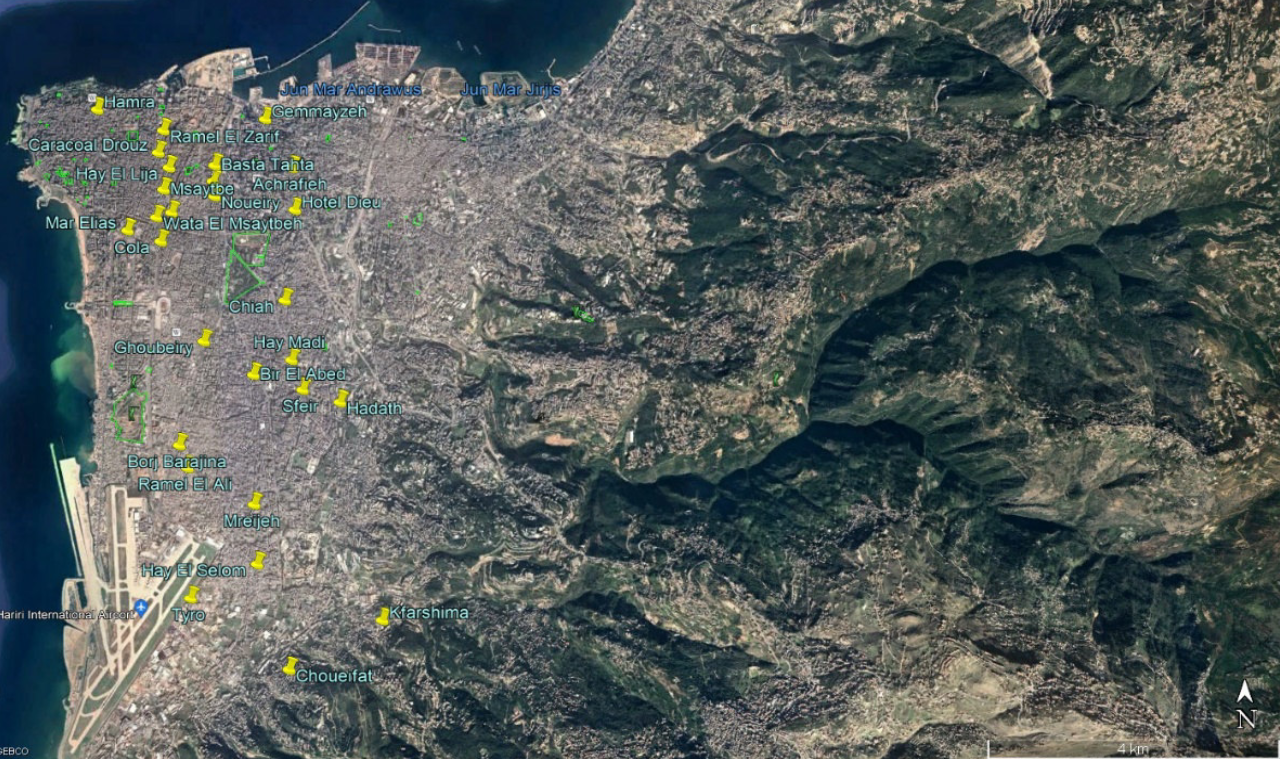 Jun Mar Andrawus
Jun Mar Jirjis
Hamra
Gemmayzeh
Ramel El Zarif
Caracoal Drouz
Basta Tahta
Hay El Lija
Achrafieh
Msaytbe
Noueiry
Hotel Dieu
Mar Elias
Wata El Msaytbeh
Cola
Chiah
Ghoubeiry
Hay Madi
Bir El Abed
Sfeir
Hadath
Borj Barajina
Ramel El Ali
Mreijeh
Hay El Selom
Hariri International Airport
Tyro
Kfarshima
Choueifat
N
GEBCO
4 km